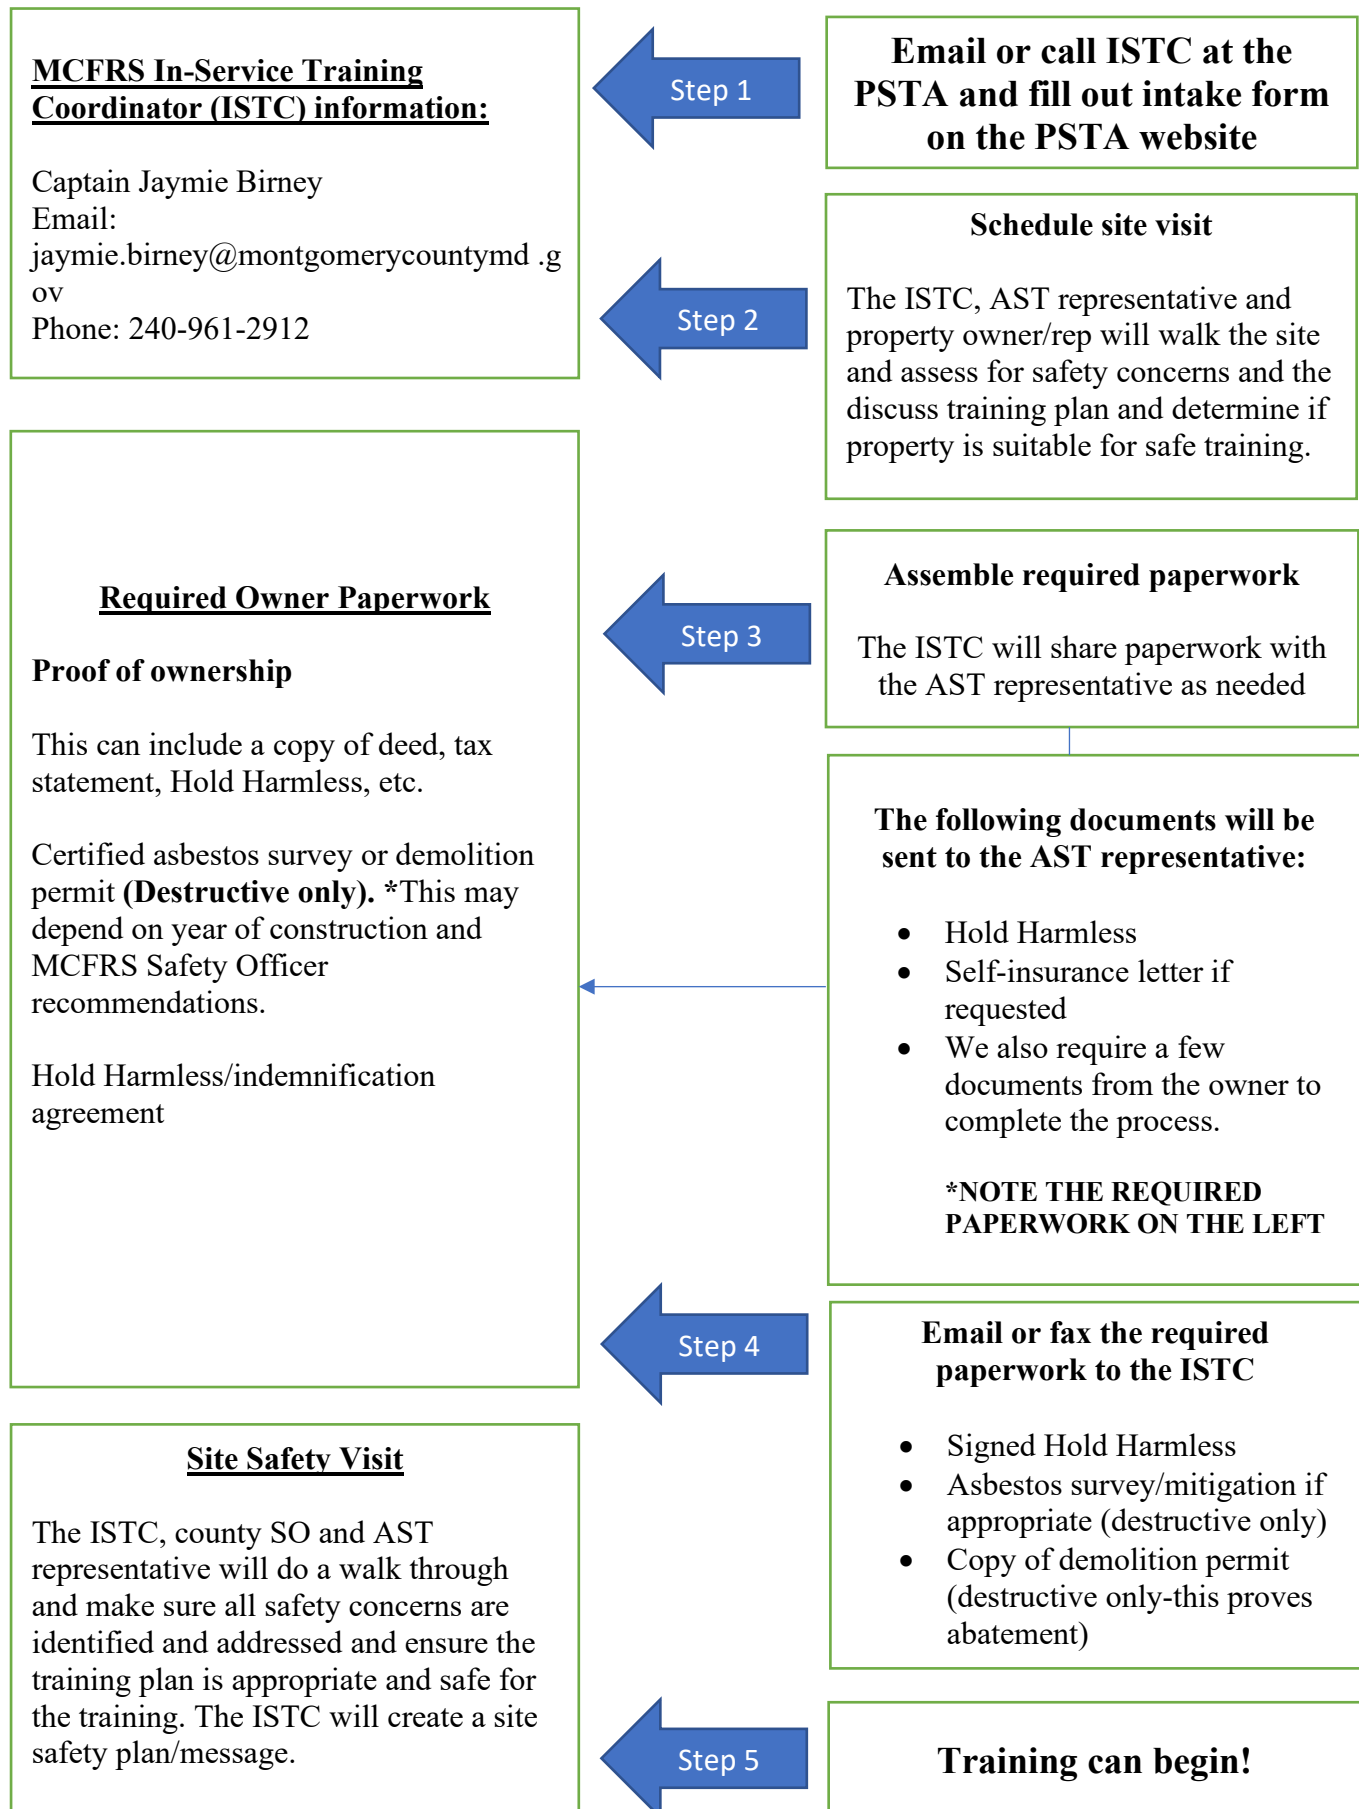 MCFRS In-Service Training
Coordinator (ISTC) information:
Captain Jaymie Birney
Email:
jaymie.birney@montgomerycountymd .g
ov
Phone: 240-961-2912
Step 1
Email or call ISTC at the
PSTA and fill out intake form
on the PSTA website
Step 2
Schedule site visit
The ISTC, AST representative and
property owner/rep will walk the site
and assess for safety concerns and the
discuss training plan and determine if
property is suitable for safe training.
Required Owner Paperwork
Proof of ownership
This can include a copy of deed, tax
statement, Hold Harmless, etc.
Certified asbestos survey or demolition
permit (Destructive only). *This may
depend on year of construction and
MCFRS Safety Officer
recommendations.
Hold Harmless/indemnification
agreement
Step 3
Assemble required paperwork
The ISTC will share paperwork with
the AST representative as needed
The following documents will be
sent to the AST representative:
• Hold Harmless
• Self-insurance letter if
requested
• We also require a few
documents from the owner to
complete the process.
*NOTE THE REQUIRED
PAPERWORK ON THE LEFT
Step 4
Email or fax the required
paperwork to the ISTC
• Signed Hold Harmless
• Asbestos survey/mitigation if
appropriate (destructive only)
• Copy of demolition permit
(destructive only-this proves
abatement)
Site Safety Visit
The ISTC, county SO and AST
representative will do a walk through
and make sure all safety concerns are
identified and addressed and ensure the
training plan is appropriate and safe for
the training. The ISTC will create a site
safety plan/message.
Step 5
Training can begin!